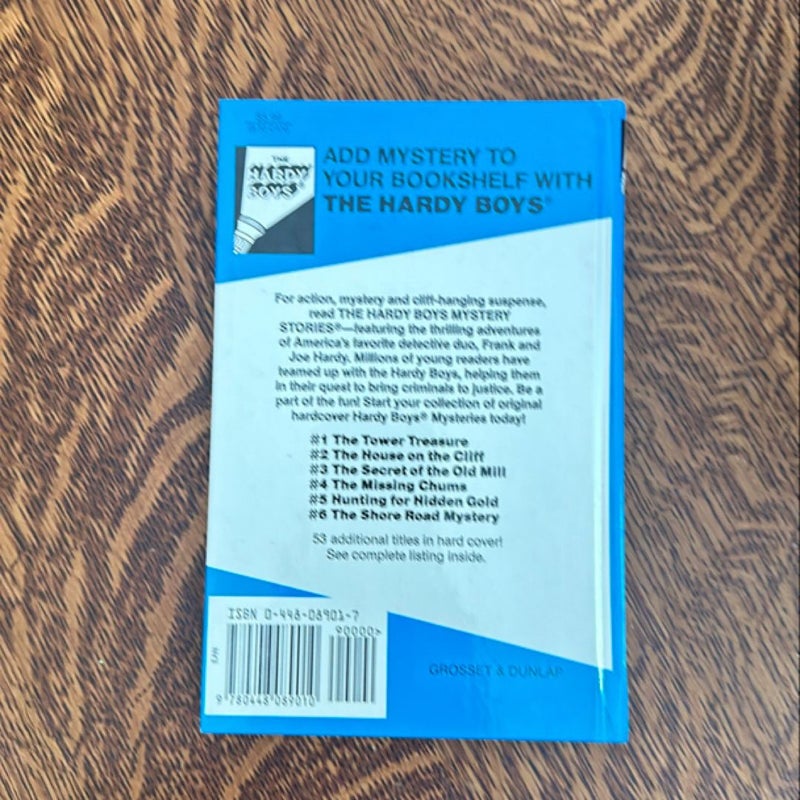 THE
HARDY
BOYS®
ADD MYSTERY TO
YOUR BOOKSHELF WITH
THE HARDY BOYS®
For action, mystery and cliff-hanging suspense,
read THE HARDY BOYS MYSTERY
STORIES®—featuring the thrilling adventures
of America's favorite detective duo, Frank and
Joe Hardy. Millions of young readers have
teamed up with the Hardy Boys, helping them
in their quest to bring criminals to justice. Be a
part of the fun! Start your collection of original
hardcover Hardy Boys® Mysteries today!
#1 The Tower Treasure
#2 The House on the Cliff
#3 The Secret of the Old Mill
#4 The Missing Chums
#5 Hunting for Hidden Gold
#6 The Shore Road Mystery
53 additional titles in hard cover!
See complete listing inside.
ISBN 0-448-08901-7
90000>
EAN
9 780448 089010
GROSSET & DUNLAP